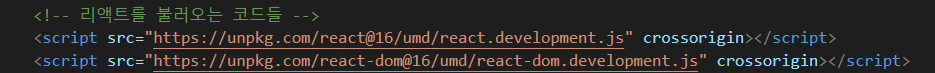 <!-- 리액트를 불러오는 코드들 -->
<script src="https://unpkg.com/react@16/umd/react.development.js" crossorigin></script>
<script src="https://unpkg.com/react-dom@16/umd/react-dom.development.js" crossorigin></script>